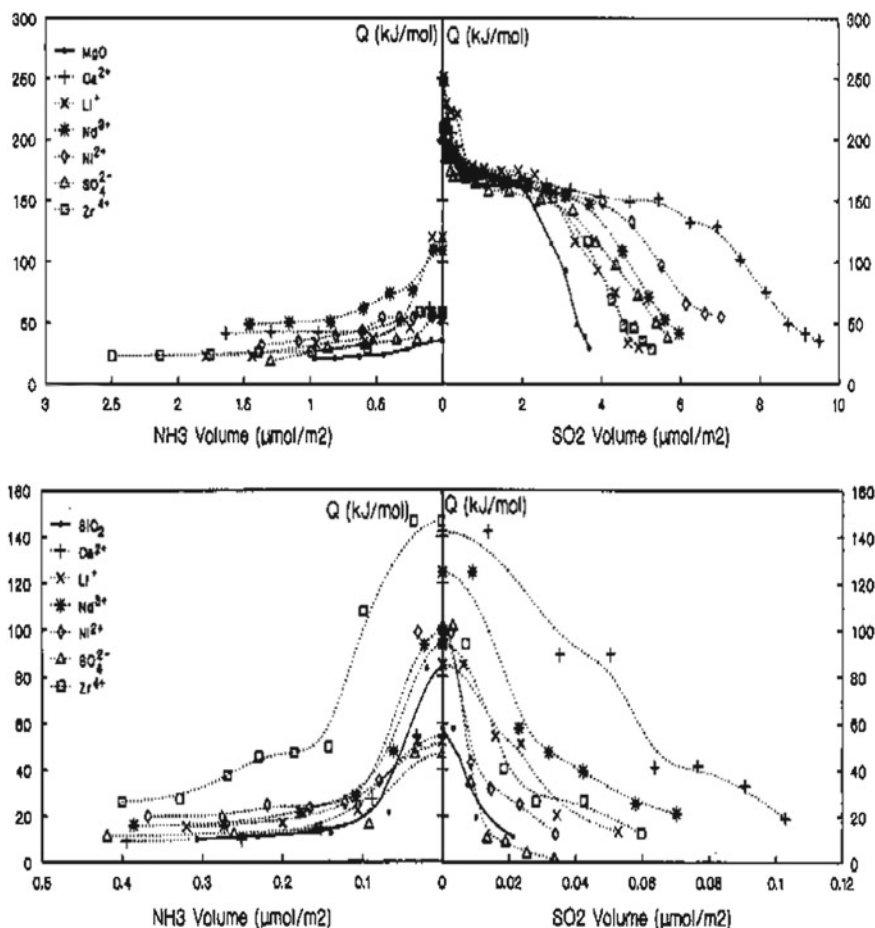 Q (kJ/mol) Q (kJ/mol)
300 300
250 250
200 200
150 150
100 100
50 50
0 0
MgO
Ca2+
Li+
Nd3+
Ni2+
SO42-
Zr4+
3 2.5 2 1.5 1 0.5 0 2 4 6 8 10
NH3 Volume (µmol/m2) SO2 Volume (µmol/m2)
Q (kJ/mol) Q (kJ/mol)
160 160
140 140
120 120
100 100
80 80
60 60
40 40
20 20
0 0
SiO2
Ca2+
Li+
Nd3+
Ni2+
SO42-
Zr4+
0.5 0.4 0.3 0.2 0.1 0 0.02 0.04 0.06 0.08 0.1 0.12
NH3 Volume (µmol/m2) SO2 Volume (µmol/m2)